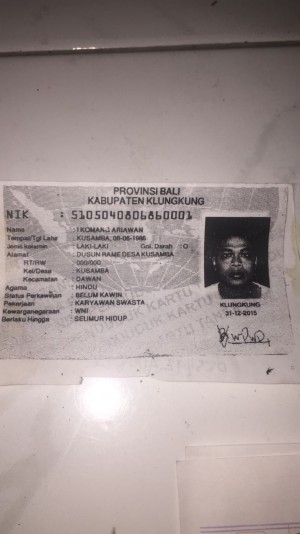 PROVINSI BALI
KABUPATEN KLUNGKUNG
NIK : 5105040806860001
Nama : I KOMANG ARIAWAN
Tempat/Tgl Lahir : KUSAMBA, 08-06-1986
Jenis kelamin : LAKI-LAKI Gol. Darah : O
Alamat : DUSUN RAME DESA KUSAMBA
RT/RW : 000/000
Kel/Desa : KUSAMBA
Kecamatan : DAWAN
Agama : HINDU
Status Perkawinan : BELUM KAWIN
Pekerjaan : KARYAWAN SWASTA
Kewarganegaraan : WNI
Berlaku Hingga : SEUMUR HIDUP
KLUNGKUNG
31-12-2015